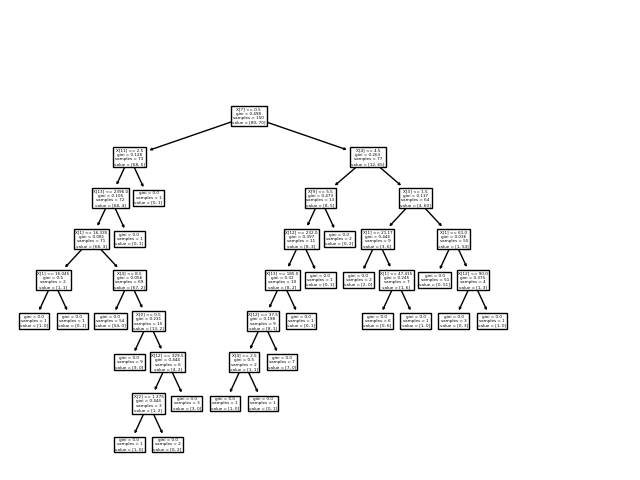 X[7] <= 0.5
gini = 0.498
samples = 150
value = [80, 70]
X[11] <= 2.5
gini = 0.128
samples = 73
value = [68, 5]
X[4] <= 4.5
gini = 0.263
samples = 77
value = [12, 65]
X[13] <= 2396.0
gini = 0.105
samples = 72
value = [68, 4]
gini = 0.0
samples = 1
value = [0, 1]
X[9] <= 5.5
gini = 0.473
samples = 13
value = [8, 5]
X[3] <= 1.5
gini = 0.117
samples = 64
value = [4, 60]
X[1] <= 16.335
gini = 0.081
samples = 71
value = [68, 3]
gini = 0.0
samples = 1
value = [0, 1]
X[12] <= 232.0
gini = 0.397
samples = 11
value = [8, 3]
gini = 0.0
samples = 2
value = [0, 2]
X[1] <= 25.17
gini = 0.444
samples = 9
value = [3, 6]
X[1] <= 61.0
gini = 0.036
samples = 55
value = [1, 54]
X[1] <= 16.045
gini = 0.5
samples = 2
value = [1, 1]
X[4] <= 8.5
gini = 0.056
samples = 69
value = [67, 2]
X[13] <= 185.0
gini = 0.32
samples = 10
value = [8, 2]
gini = 0.0
samples = 1
value = [0, 1]
gini = 0.0
samples = 2
value = [2, 0]
X[1] <= 47.415
gini = 0.245
samples = 7
value = [1, 6]
gini = 0.0
samples = 51
value = [0, 51]
X[12] <= 90.0
gini = 0.375
samples = 4
value = [1, 3]
gini = 0.0
samples = 1
value = [1, 0]
gini = 0.0
samples = 1
value = [0, 1]
gini = 0.0
samples = 54
value = [54, 0]
X[0] <= 0.5
gini = 0.231
samples = 15
value = [13, 2]
X[12] <= 37.5
gini = 0.198
samples = 9
value = [8, 1]
gini = 0.0
samples = 1
value = [0, 1]
gini = 0.0
samples = 6
value = [0, 6]
gini = 0.0
samples = 1
value = [1, 0]
gini = 0.0
samples = 3
value = [0, 3]
gini = 0.0
samples = 1
value = [1, 0]
gini = 0.0
samples = 9
value = [9, 0]
X[12] <= 329.5
gini = 0.444
samples = 6
value = [4, 2]
X[4] <= 2.5
gini = 0.5
samples = 2
value = [1, 1]
gini = 0.0
samples = 7
value = [7, 0]
X[2] <= 1.375
gini = 0.444
samples = 3
value = [1, 2]
gini = 0.0
samples = 3
value = [3, 0]
gini = 0.0
samples = 1
value = [1, 0]
gini = 0.0
samples = 1
value = [0, 1]
gini = 0.0
samples = 1
value = [1, 0]
gini = 0.0
samples = 2
value = [0, 2]